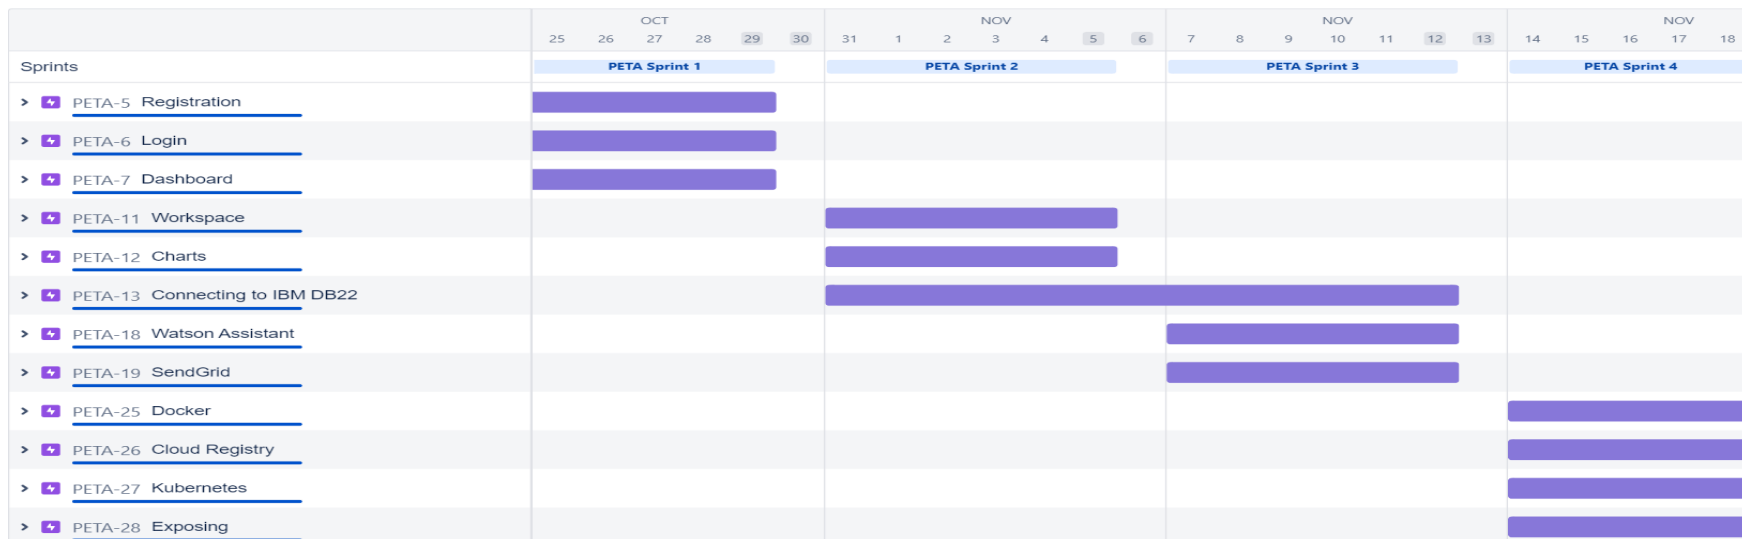 OCT NOV NOV NOV
25 26 27 28 29 30 31 1 2 3 4 5 6 7 8 9 10 11 12 13 14 15 16 17 18
Sprints PETA Sprint 1 PETA Sprint 2 PETA Sprint 3 PETA Sprint 4
PETA-5 Registration
PETA-6 Login
PETA-7 Dashboard
PETA-11 Workspace
PETA-12 Charts
PETA-13 Connecting to IBM DB22
PETA-18 Watson Assistant
PETA-19 SendGrid
PETA-25 Docker
PETA-26 Cloud Registry
PETA-27 Kubernetes
PETA-28 Exposing